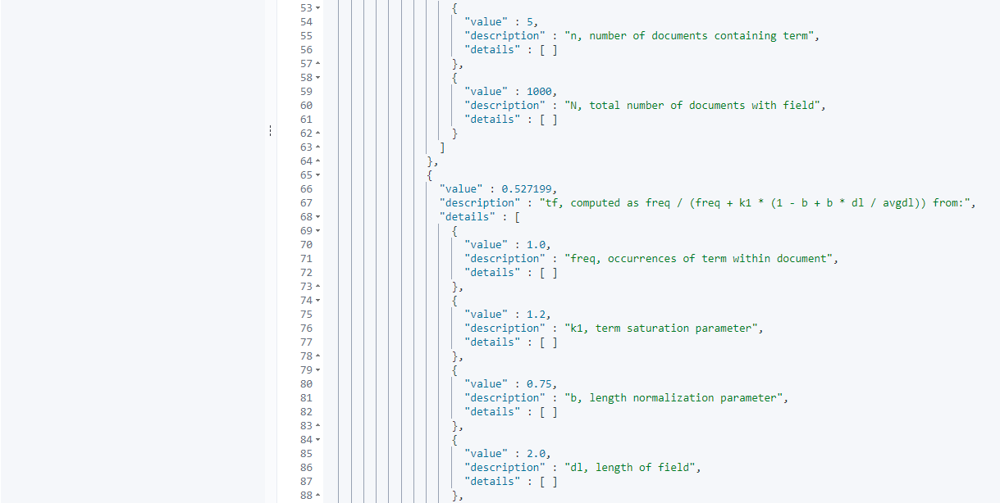 53 {
54 "value" : 5,
55 "description" : "n, number of documents containing term",
56 "details" : [ ]
57 },
58 {
59 "value" : 1000,
60 "description" : "N, total number of documents with field",
61 "details" : [ ]
62 }
63 ]
64 },
65 {
66 "value" : 0.527199,
67 "description" : "tf, computed as freq / (freq + k1 * (1 - b + b * dl / avgdl)) from:",
68 "details" : [
69 {
70 "value" : 1.0,
71 "description" : "freq, occurrences of term within document",
72 "details" : [ ]
73 },
74 {
75 "value" : 1.2,
76 "description" : "k1, term saturation parameter",
77 "details" : [ ]
78 },
79 {
80 "value" : 0.75,
81 "description" : "b, length normalization parameter",
82 "details" : [ ]
83 },
84 {
85 "value" : 2.0,
86 "description" : "dl, length of field",
87 "details" : [ ]
88 },